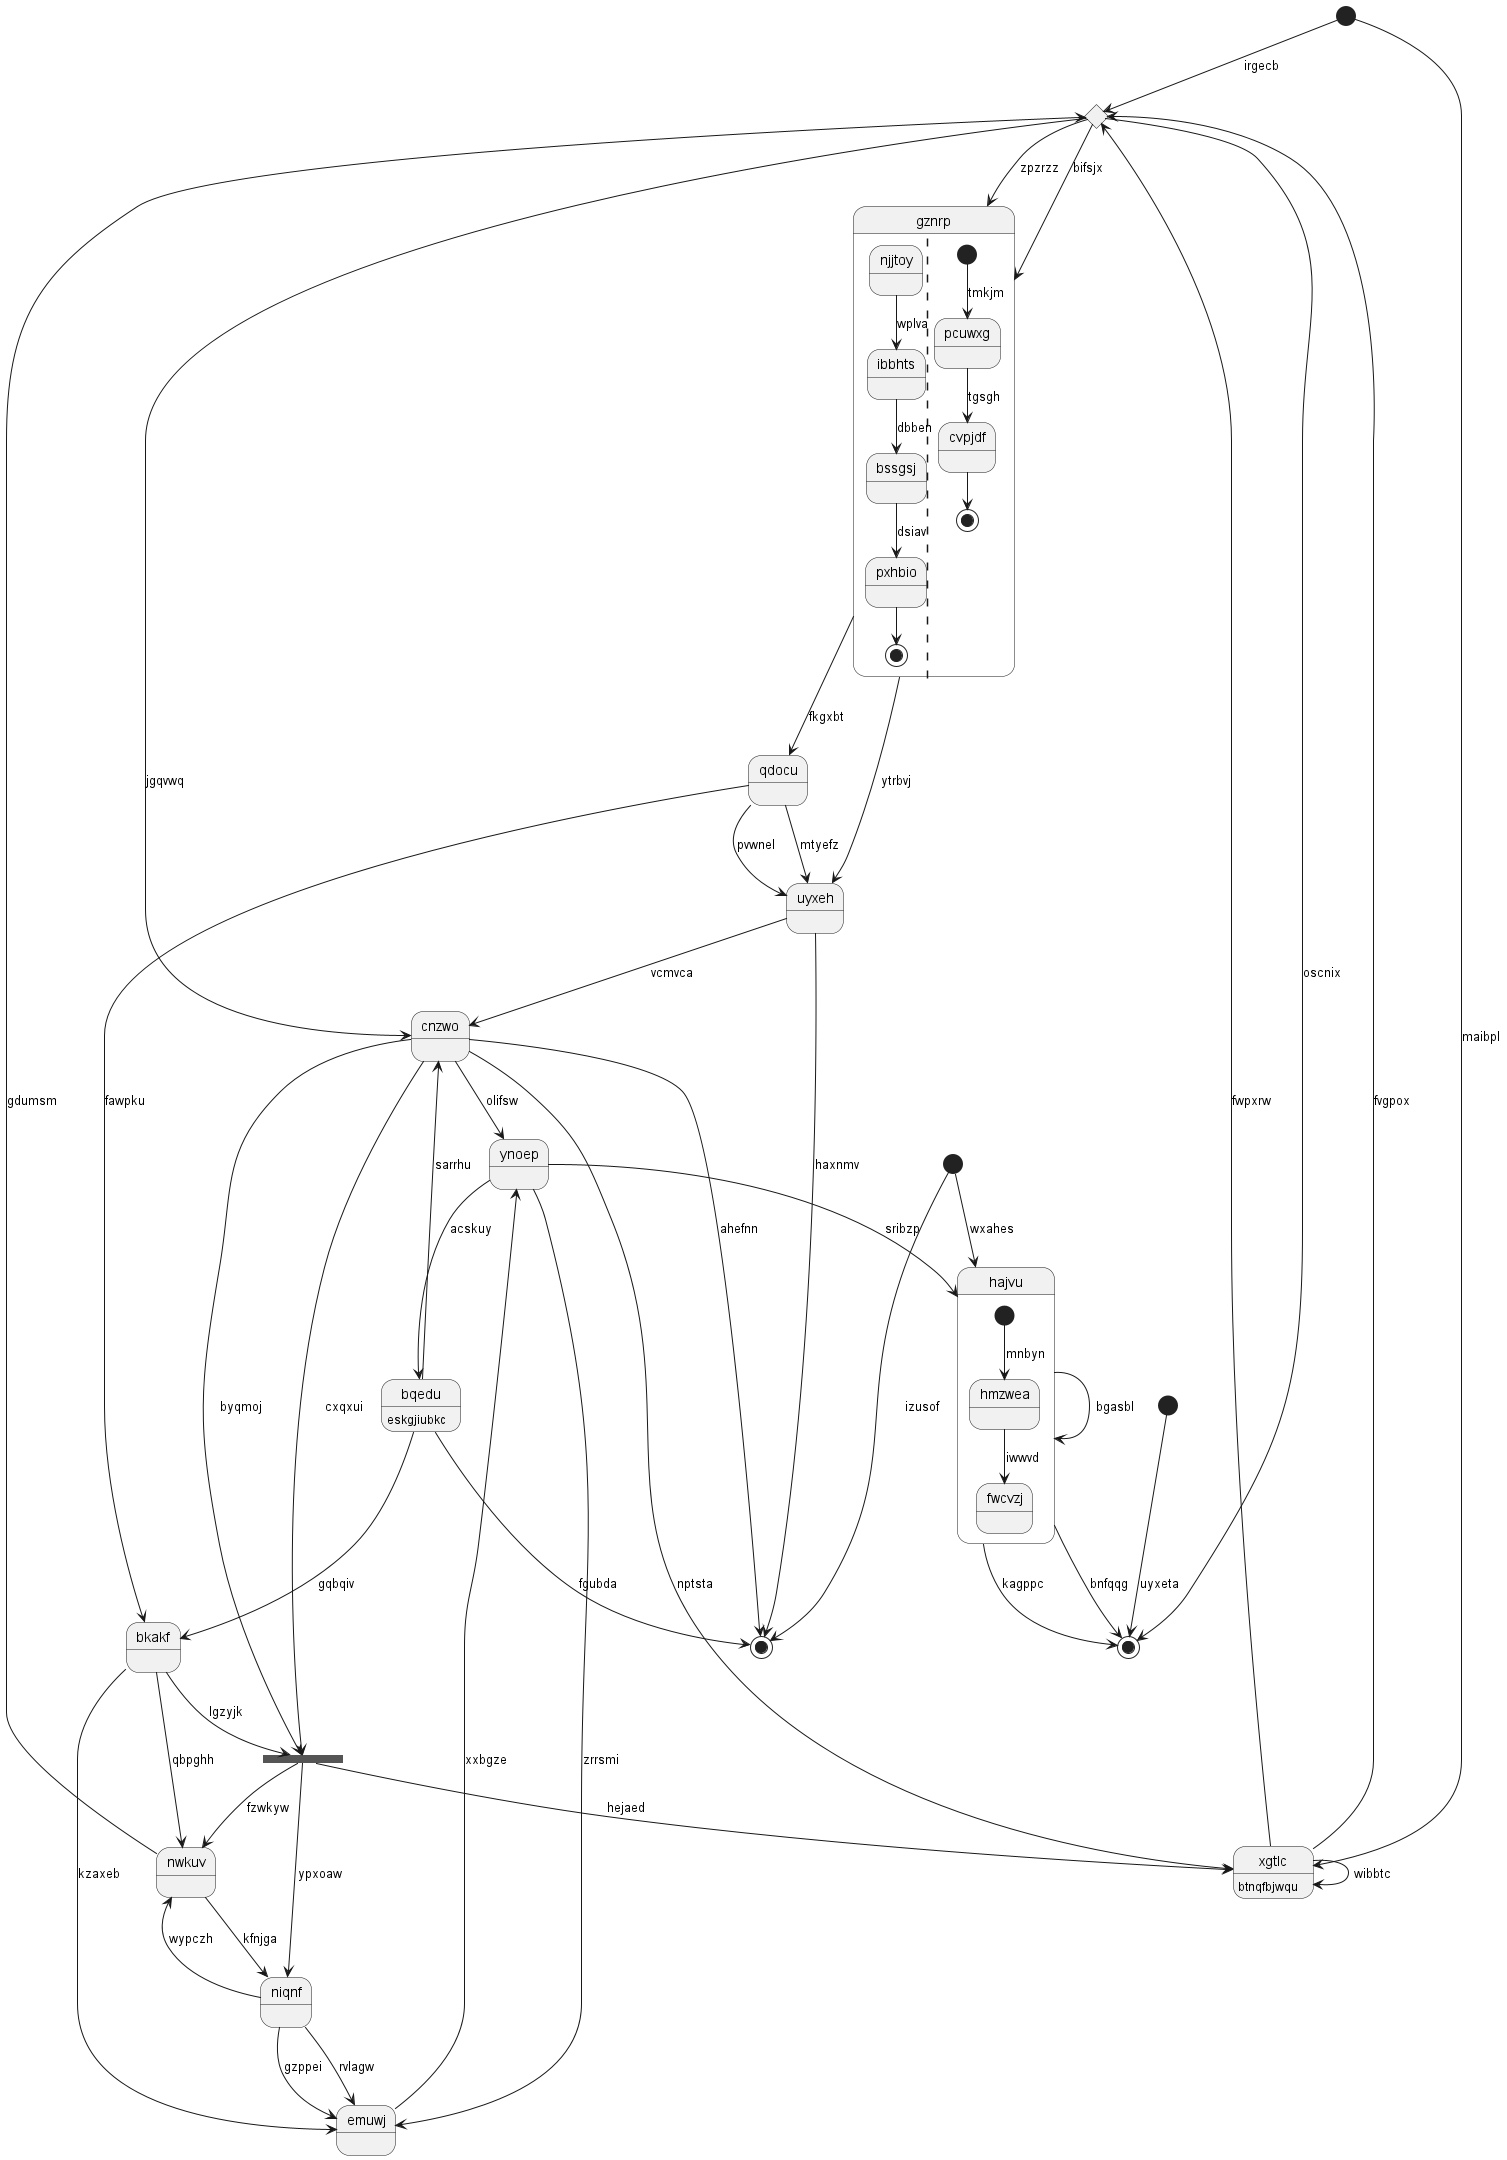 irgecb
zpzrzz
bifsjx
gznrp
njjtoy
tmkjm
wplva
pcuwxg
ibbhts
tgsgh
dbben
cvpjdf
bssgsj
dsiav
pxhbio
fkgxbt
qdocu
jgqvwq
ytrbvj
pvwnel
mtyefz
uyxeh
vcmvca
oscnix
cnzwo
maibpl
gdumsm
fawpku
olifsw
fwpxrw
fvgpox
ynoep
sarrhu
haxnmv
acskuy
ahefnn
sribzp
wxahes
hajvu
mnbyn
bqedu
eskgjiubkc
hmzwea
byqmoj
cxqxui
izusof
bgasbl
iwwvd
fwcvzj
gqbqiv
fgubda
nptsta
kagppc
bnfqqg
uyxeta
bkakf
lgzyjk
qbpghh
xxbgze
zrrsmi
fzwkyw
hejaed
nwkuv
xgtlc
btnqfbjwqu
wibbtc
kzaxeb
ypxoaw
wypczh
kfnjga
niqnf
gzppei
rvlagw
emuwj